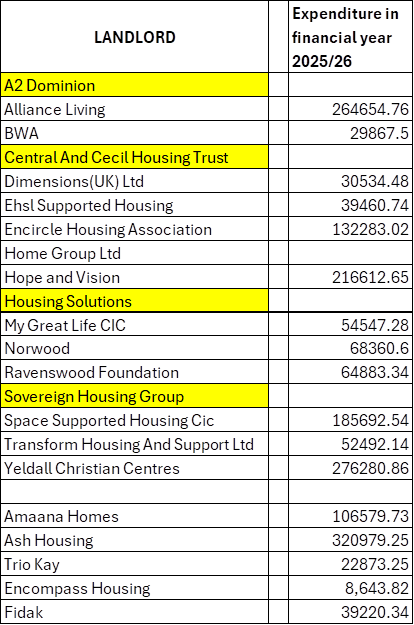 LANDLORD Expenditure in
financial year
2025/26
A2 Dominion
Alliance Living 264654.76
BWA 29867.5
Central And Cecil Housing Trust
Dimensions(UK) Ltd 30534.48
Ehsl Supported Housing 39460.74
Encircle Housing Association 132283.02
Home Group Ltd
Hope and Vision 216612.65
Housing Solutions
My Great Life CIC 54547.28
Norwood 68360.6
Ravenswood Foundation 64883.34
Sovereign Housing Group
Space Supported Housing Cic 185692.54
Transform Housing And Support Ltd 52492.14
Yeldall Christian Centres 276280.86
Amaana Homes 106579.73
Ash Housing 320979.25
Trio Kay 22873.25
Encompass Housing 8,643.82
Fidak 39220.34